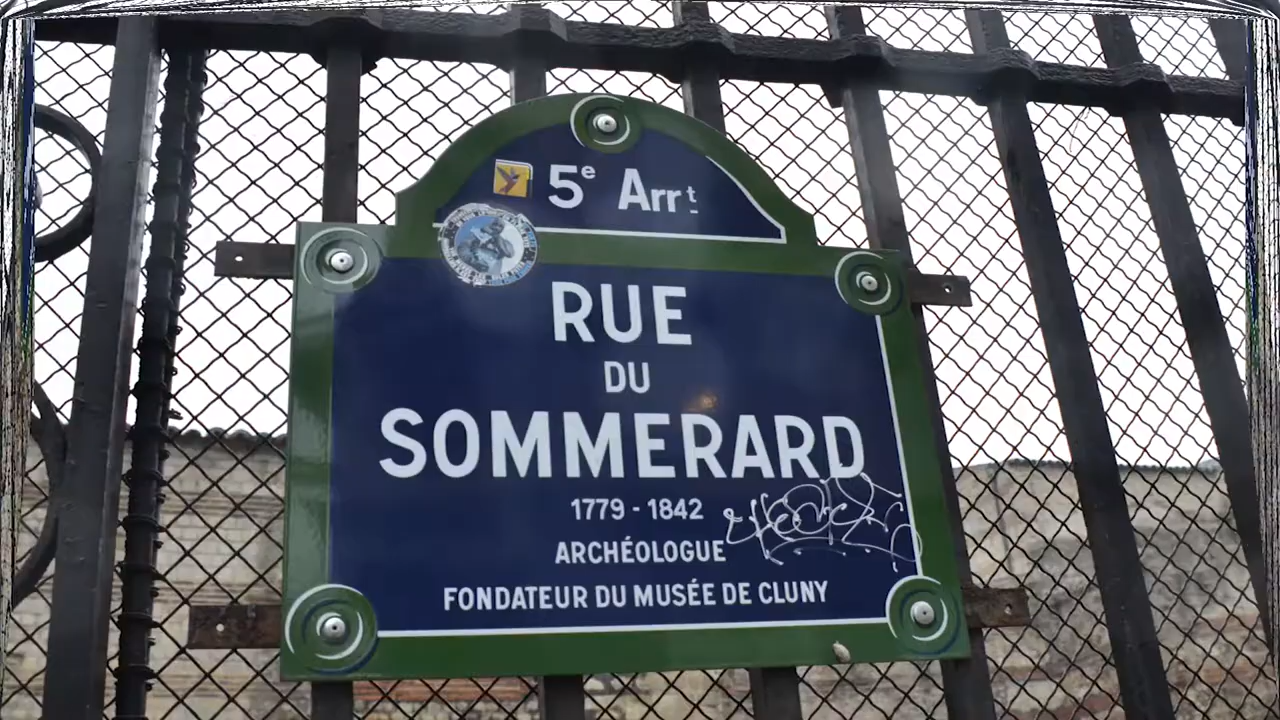 5e Arrt
RUE
DU
SOMMERARD
1779 - 1842
ARCHÉOLOGUE
FONDATEUR DU MUSÉE DE CLUNY